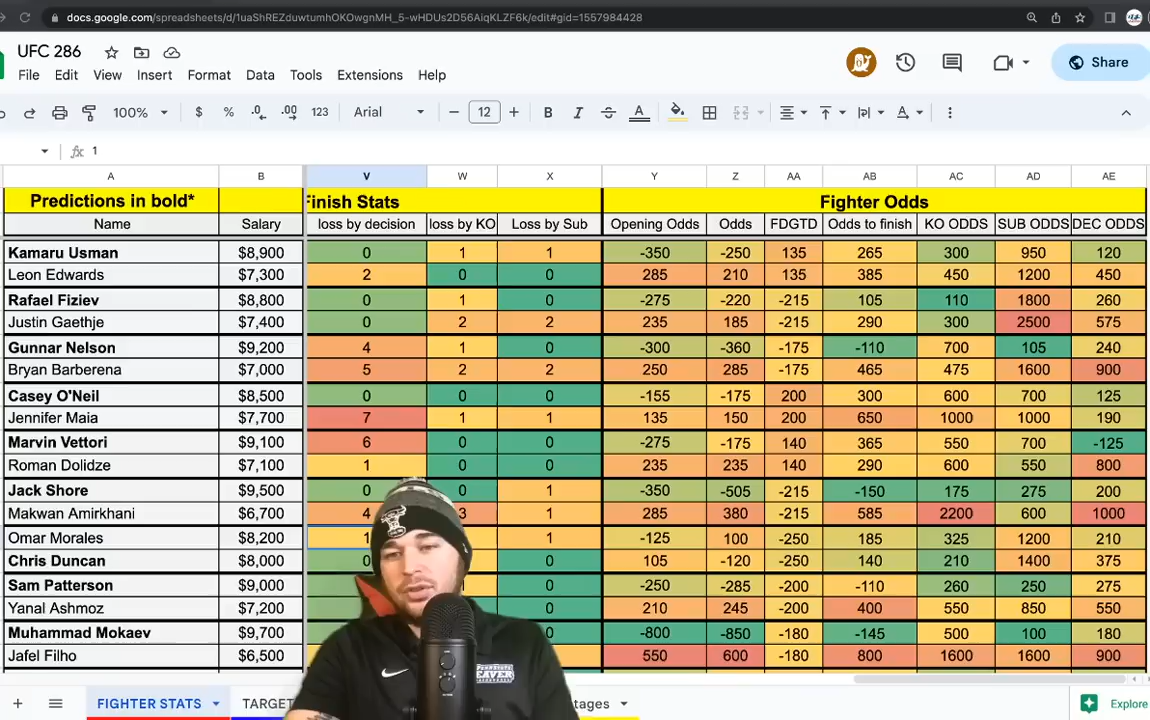 docs.google.com/spreadsheets/d/1uaShREZduwtumhOKOwgnMH_5-wHDUs2D56AiqKLZF6k/edit#gid=1557984428
UFC 286
File Edit View Insert Format Data Tools Extensions Help
Share
100% $ % .0 .00 123 Arial 12 B I A
fx 1
A B V W X Y Z AA AB AC AD AE
Predictions in bold* Finish Stats Fighter Odds
Name Salary loss by decision loss by KO Loss by Sub Opening Odds Odds FDGTD Odds to finish KO ODDS SUB ODDS DEC ODDS
Kamaru Usman $8,900 0 1 1 -350 -250 135 265 300 950 120
Leon Edwards $7,300 2 0 0 285 210 135 385 450 1200 450
Rafael Fiziev $8,800 0 1 0 -275 -220 -215 105 110 1800 260
Justin Gaethje $7,400 0 2 2 235 185 -215 290 300 2500 575
Gunnar Nelson $9,200 4 1 0 -300 -360 -175 -110 700 105 240
Bryan Barberena $7,000 5 2 2 250 285 -175 465 475 1600 900
Casey O'Neil $8,500 0 0 0 -155 -175 200 300 600 700 125
Jennifer Maia $7,700 7 1 1 135 150 200 650 1000 1000 190
Marvin Vettori $9,100 6 0 0 -275 -175 140 365 550 700 -125
Roman Dolidze $7,100 1 0 0 235 235 140 290 600 550 800
Jack Shore $9,500 0 0 1 -350 -505 -215 -150 175 275 200
Makwan Amirkhani $6,700 4 3 1 285 380 -215 585 2200 600 1000
Omar Morales $8,200 1 1 -125 100 -250 185 325 1200 210
Chris Duncan $8,000 0 0 105 -120 -250 140 210 1400 375
Sam Patterson $9,000 0 -250 -285 -200 -110 260 250 275
Yanal Ashmoz $7,200 0 210 245 -200 400 550 850 550
Muhammad Mokaev $9,700 0 -800 -850 -180 -145 500 100 180
Jafel Filho $6,500 1 550 600 -180 800 1600 1600 900
FIGHTER STATS TARGET tages Explore